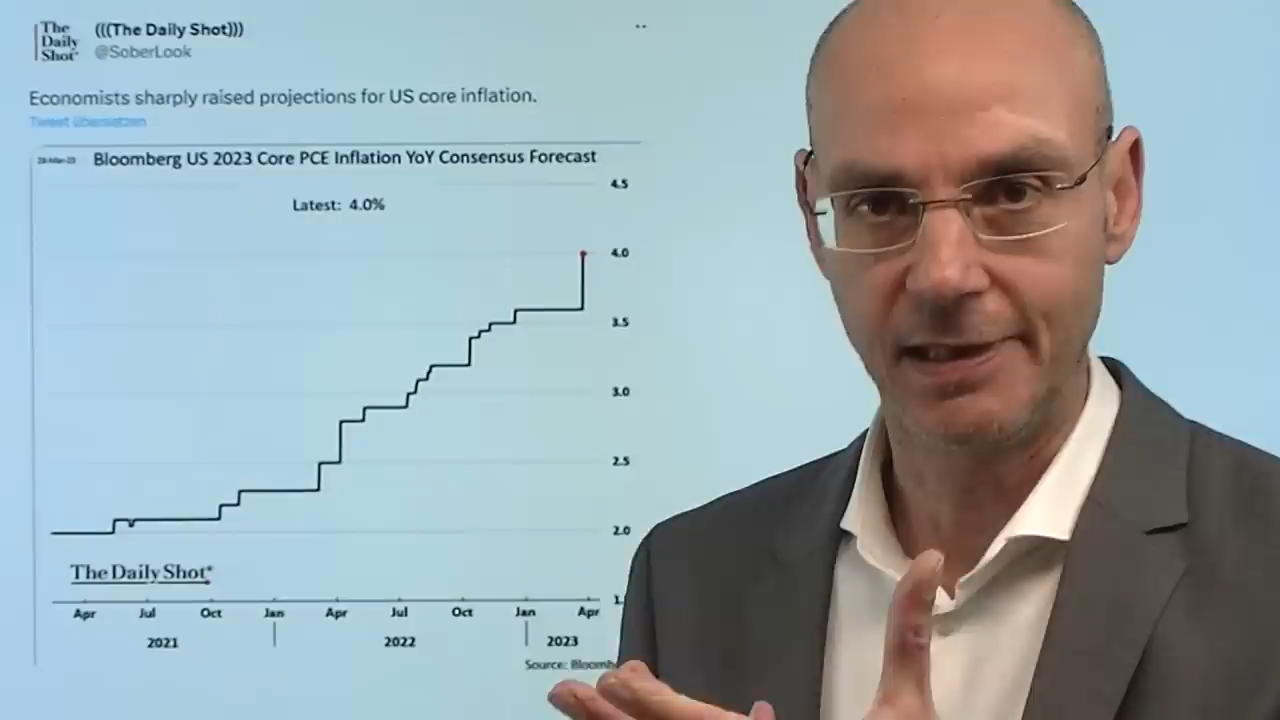 The
Daily
Shot
(((The Daily Shot)))
@SoberLook
Economists sharply raised projections for US core inflation.
Tweet übersetzen
Bloomberg US 2023 Core PCE Inflation YoY Consensus Forecast
Latest: 4.0%
4.5
4.0
3.5
3.0
2.5
2.0
1.
The Daily Shot
Apr Jul Oct Jan Apr Jul Oct Jan Apr
2021 2022 2023
Source: